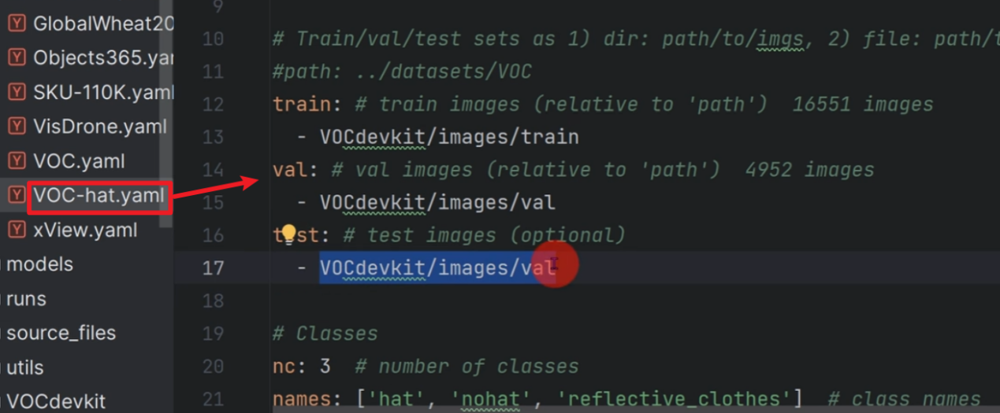 GlobalWheat20
Objects365.yar
SKU-110K.yaml
VisDrone.yaml
VOC.yaml
VOC-hat.yaml
xView.yaml
models
runs
source_files
utils
VOCdevkit
9
10 # Train/val/test sets as 1) dir: path/to/imgs, 2) file: path/t
11 #path: ../datasets/VOC
12 train: # train images (relative to 'path')  16551 images
13 - VOCdevkit/images/train
14 val: # val images (relative to 'path')  4952 images
15 - VOCdevkit/images/val
16 test: # test images (optional)
17 - VOCdevkit/images/val
18
19 # Classes
20 nc: 3  # number of classes
21 names: ['hat', 'nohat', 'reflective_clothes']  # class names